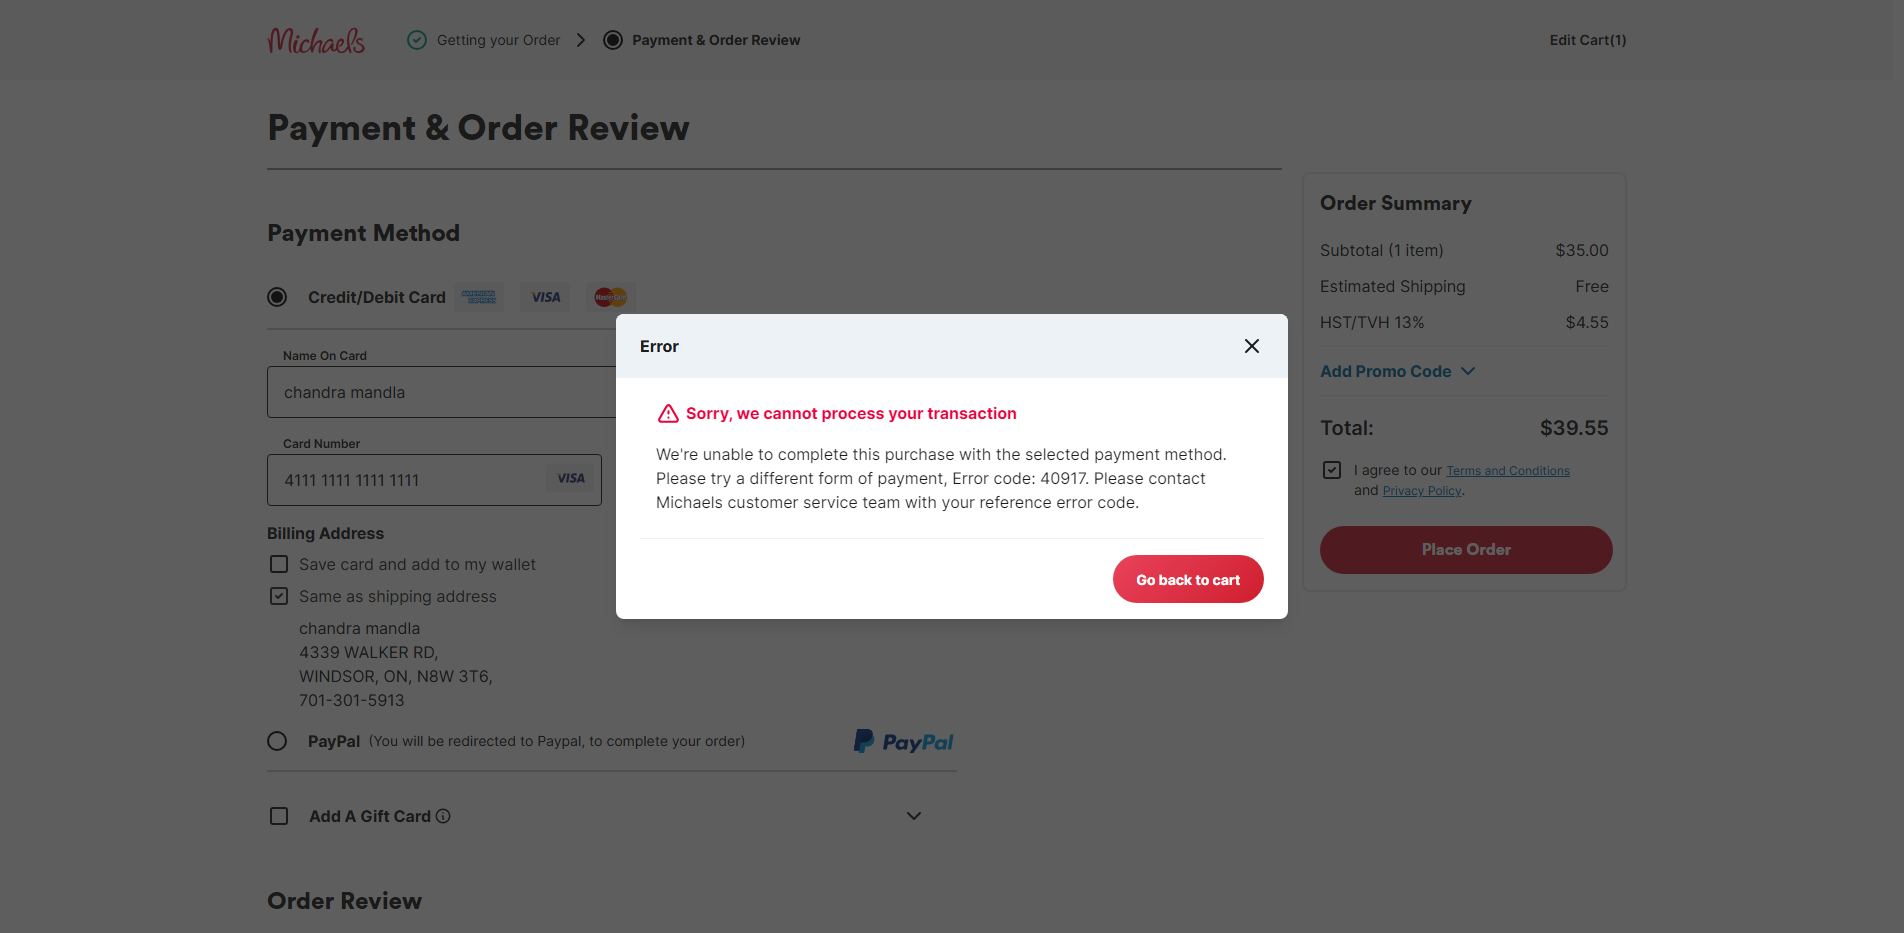 Michaels
Getting your Order
Payment & Order Review
Edit Cart(1)
Payment & Order Review
Payment Method
Credit/Debit Card
AMERICAN EXPRESS
VISA
MasterCard
Name On Card
chandra mandla
Card Number
4111 1111 1111 1111
VISA
Billing Address
Save card and add to my wallet
Same as shipping address
chandra mandla
4339 WALKER RD,
WINDSOR, ON, N8W 3T6,
701-301-5913
PayPal (You will be redirected to Paypal, to complete your order)
PayPal
Add A Gift Card
Order Review
Error
Sorry, we cannot process your transaction
We're unable to complete this purchase with the selected payment method.
Please try a different form of payment, Error code: 40917. Please contact
Michaels customer service team with your reference error code.
Go back to cart
Order Summary
Subtotal (1 item) $35.00
Estimated Shipping Free
HST/TVH 13% $4.55
Add Promo Code
Total: $39.55
I agree to our Terms and Conditions
and Privacy Policy.
Place Order